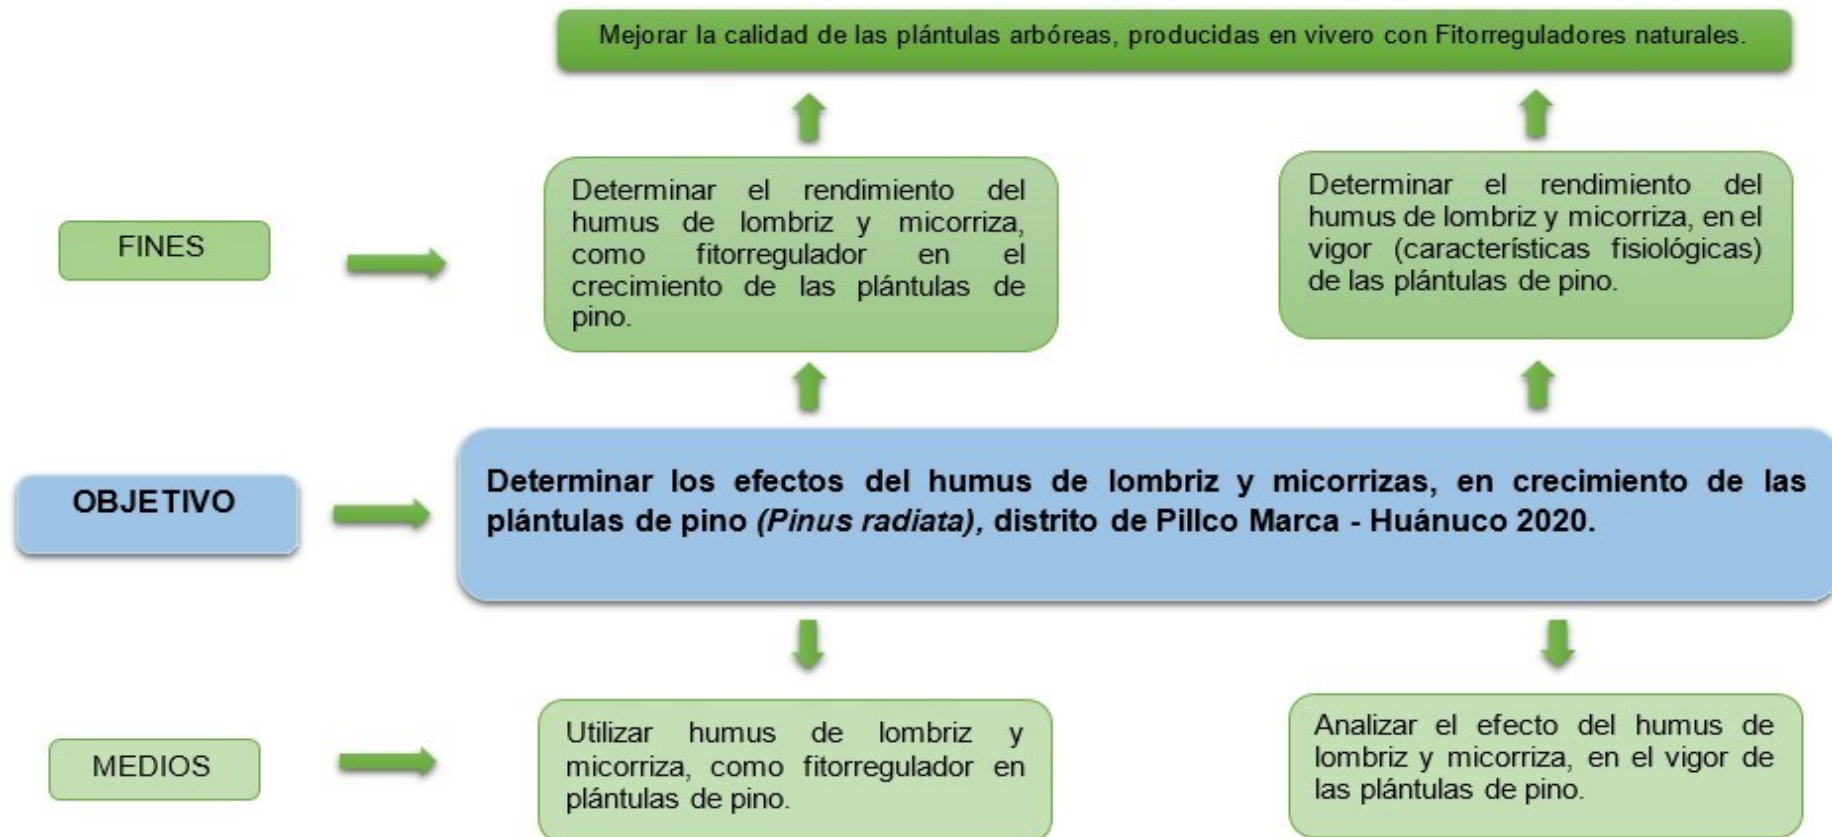 Mejorar la calidad de las plántulas arbóreas, producidas en vivero con Fitorreguladores naturales.
FINES
Determinar el rendimiento del
humus de lombriz y micorriza,
como fitorregulador en el
crecimiento de las plántulas de
pino.
Determinar el rendimiento del
humus de lombriz y micorriza, en el
vigor (características fisiológicas)
de las plántulas de pino.
OBJETIVO
Determinar los efectos del humus de lombriz y micorrizas, en crecimiento de las
plántulas de pino (Pinus radiata), distrito de Pillco Marca - Huánuco 2020.
MEDIOS
Utilizar humus de lombriz y
micorriza, como fitorregulador en
plántulas de pino.
Analizar el efecto del humus de
lombriz y micorriza, en el vigor de
las plántulas de pino.